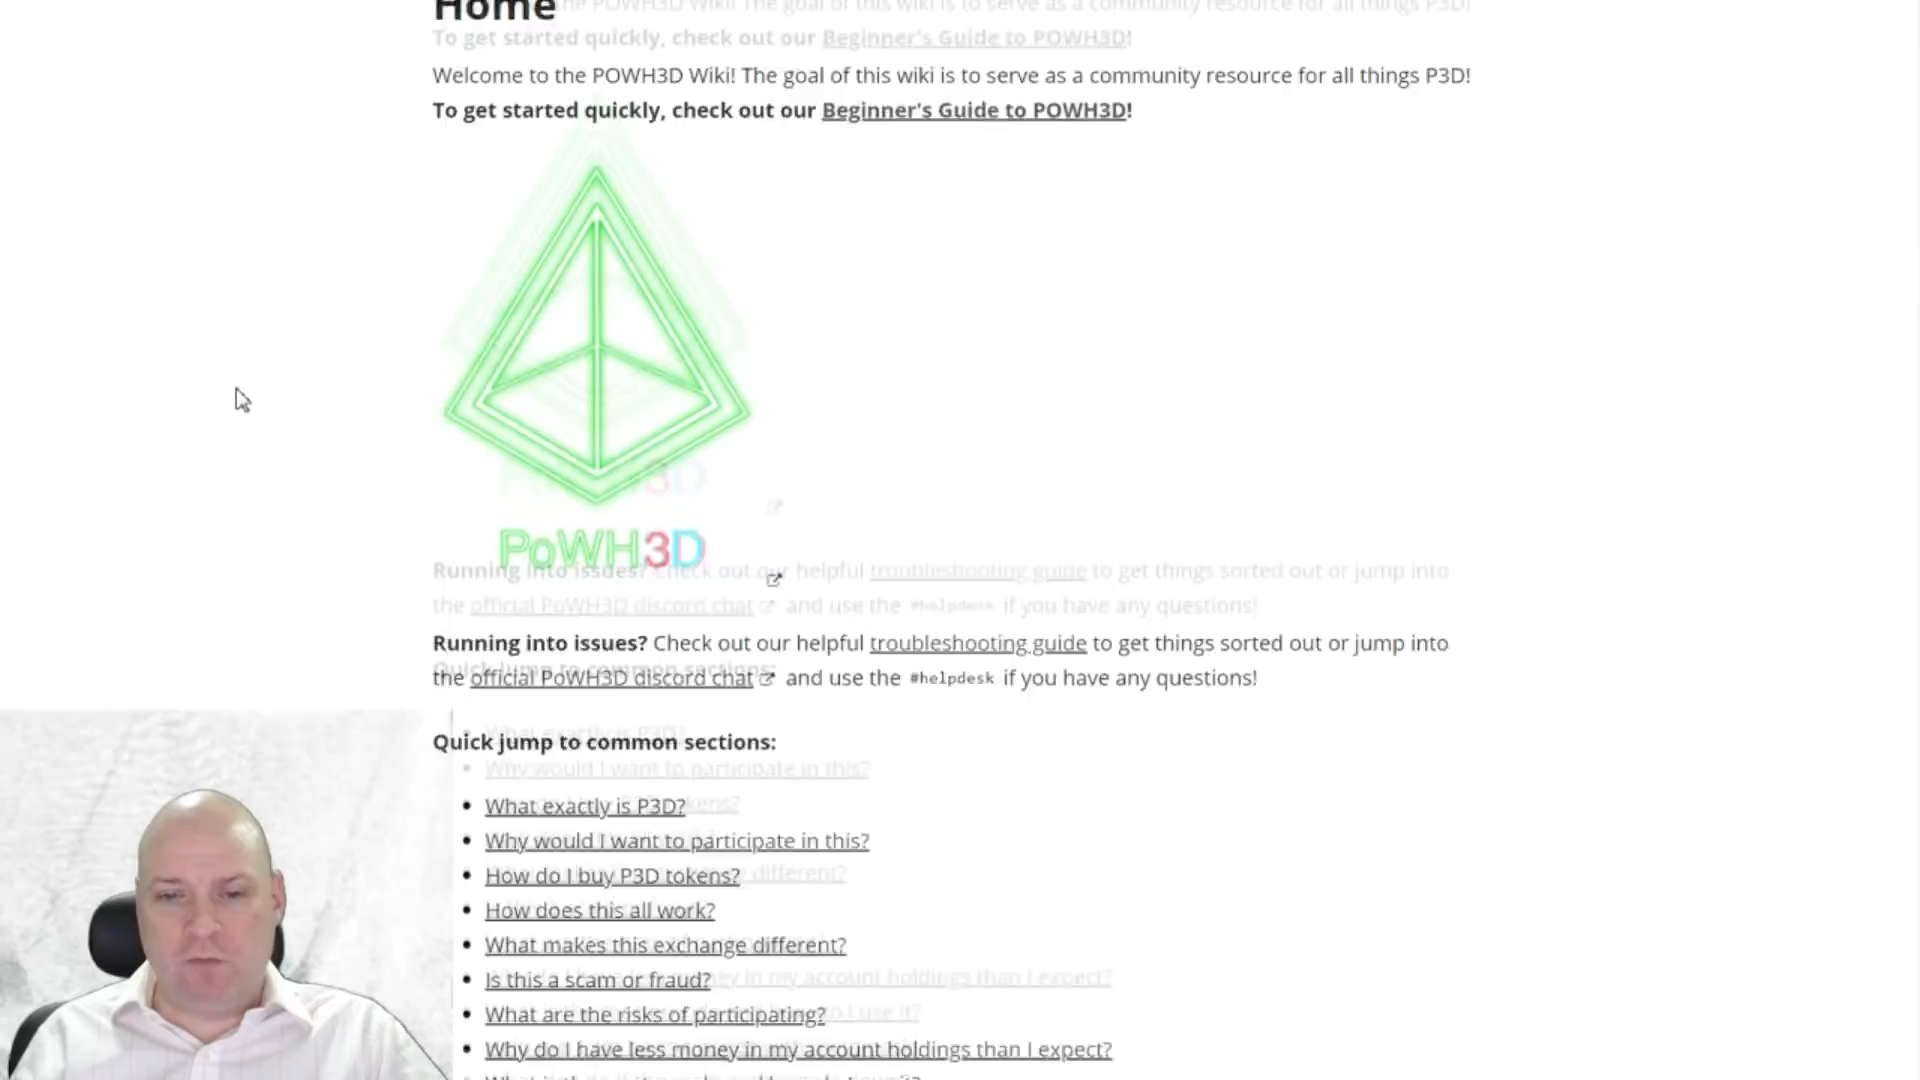 Home
Welcome to the POWH3D Wiki! The goal of this wiki is to serve as a community resource for all things P3D!
To get started quickly, check out our Beginner's Guide to POWH3D!
PoWH3D
Running into issues? Check out our helpful troubleshooting guide to get things sorted out or jump into
the official PoWH3D discord chat and use the #helpdesk if you have any questions!
Quick jump to common sections:
What exactly is P3D?
Why would I want to participate in this?
How do I buy P3D tokens?
How does this all work?
What makes this exchange different?
Is this a scam or fraud?
What are the risks of participating?
Why do I have less money in my account holdings than I expect?